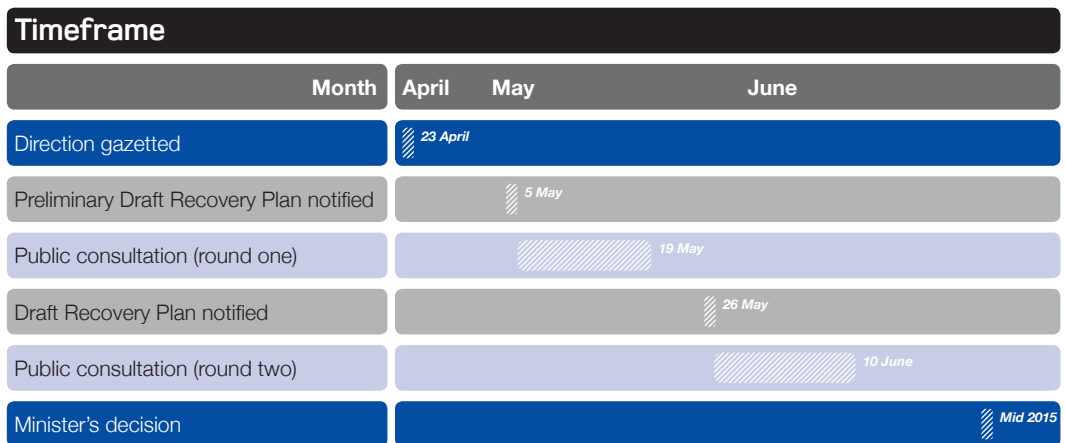 Timeframe
Month April May June
Direction gazetted 23 April
Preliminary Draft Recovery Plan notified 5 May
Public consultation (round one) 19 May
Draft Recovery Plan notified 26 May
Public consultation (round two) 10 June
Minister’s decision Mid 2015